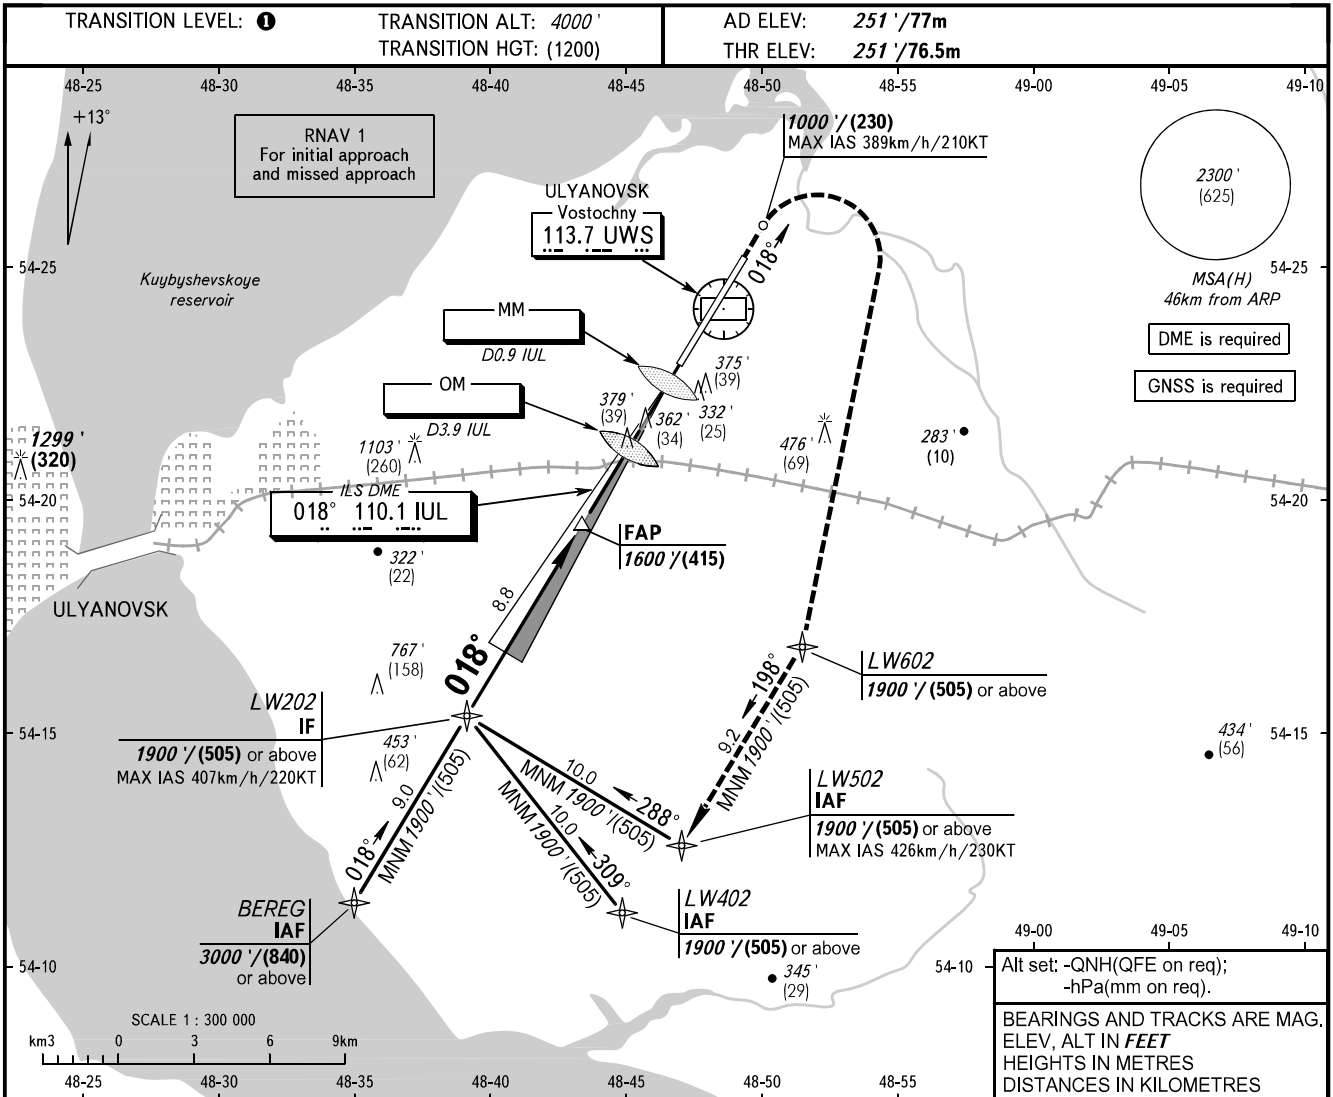 TRANSITION LEVEL: 1
TRANSITION ALT: 4000'
TRANSITION HGT: (1200)
AD ELEV: 251'/77m
THR ELEV: 251'/76.5m
48-25 48-30 48-35 48-40 48-45 48-50 48-55 49-00 49-05 49-10
+13°
RNAV 1
For initial approach
and missed approach
1000'/(230)
MAX IAS 389km/h/210KT
2300'
(625)
MSA(H)
46km from ARP
DME is required
GNSS is required
ULYANOVSK
Vostochny
113.7 UWS
018°
54-25
54-25
Kuybyshevskoye
reservoir
MM
D0.9 IUL
OM
D3.9 IUL
375'
(39)
379'
(39)
362'
(34)
332'
(25)
1299'
(320)
1103'
(260)
476'
(69)
283'
(10)
ILS DME
018° 110.1 IUL
54-20
54-20
FAP
1600'/(415)
322'
(22)
ULYANOVSK
8.8
018°
767'
(158)
LW602
1900'/(505) or above
198°
9.2
MNM 1900'/(505)
LW202
IF
1900'/(505) or above
MAX IAS 407km/h/220KT
54-15
54-15
434'
(56)
453'
(62)
10.0
288°
MNM 1900'/(505)
10.0
309°
MNM 1900'/(505)
LW502
IAF
1900'/(505) or above
MAX IAS 426km/h/230KT
018°
9.0
MNM 1900'/(505)
BEREG
IAF
3000'/(840)
or above
LW402
IAF
1900'/(505) or above
345'
(29)
49-00 49-05 49-10
54-10
54-10
Alt set: -QNH(QFE on req);
-hPa(mm on req).
BEARINGS AND TRACKS ARE MAG.
ELEV, ALT IN FEET
HEIGHTS IN METRES
DISTANCES IN KILOMETRES
SCALE 1 : 300 000
km3 0 3 6 9km
48-25 48-30 48-35 48-40 48-45 48-50 48-55